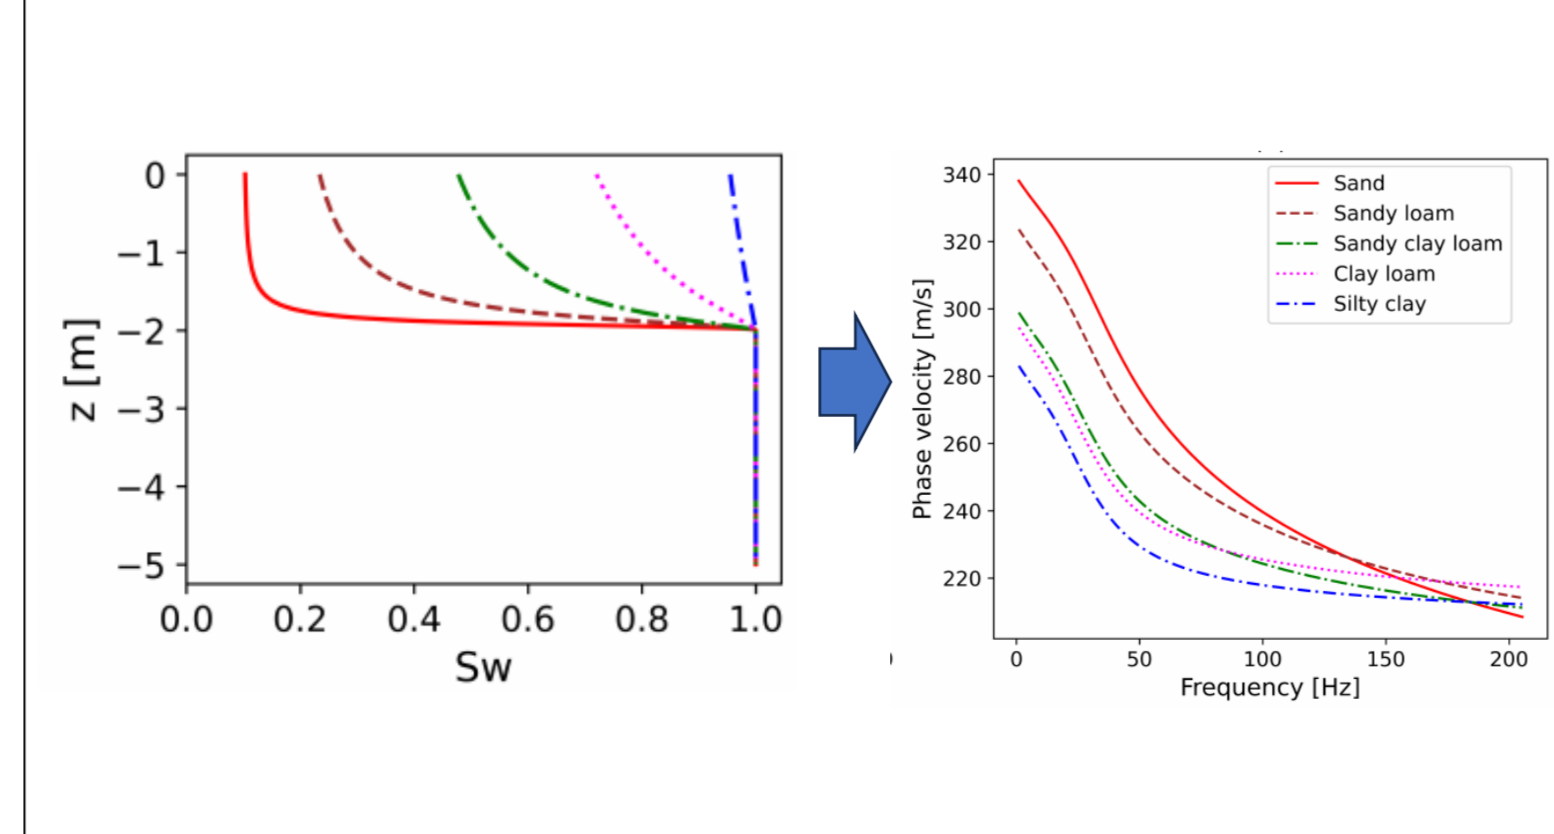 0
−1
−2
−3
−4
−5
z [m]
0.0 0.2 0.4 0.6 0.8 1.0
Sw
340
320
300
280
260
240
220
Phase velocity [m/s]
Sand
Sandy loam
Sandy clay loam
Clay loam
Silty clay
0 50 100 150 200
Frequency [Hz]